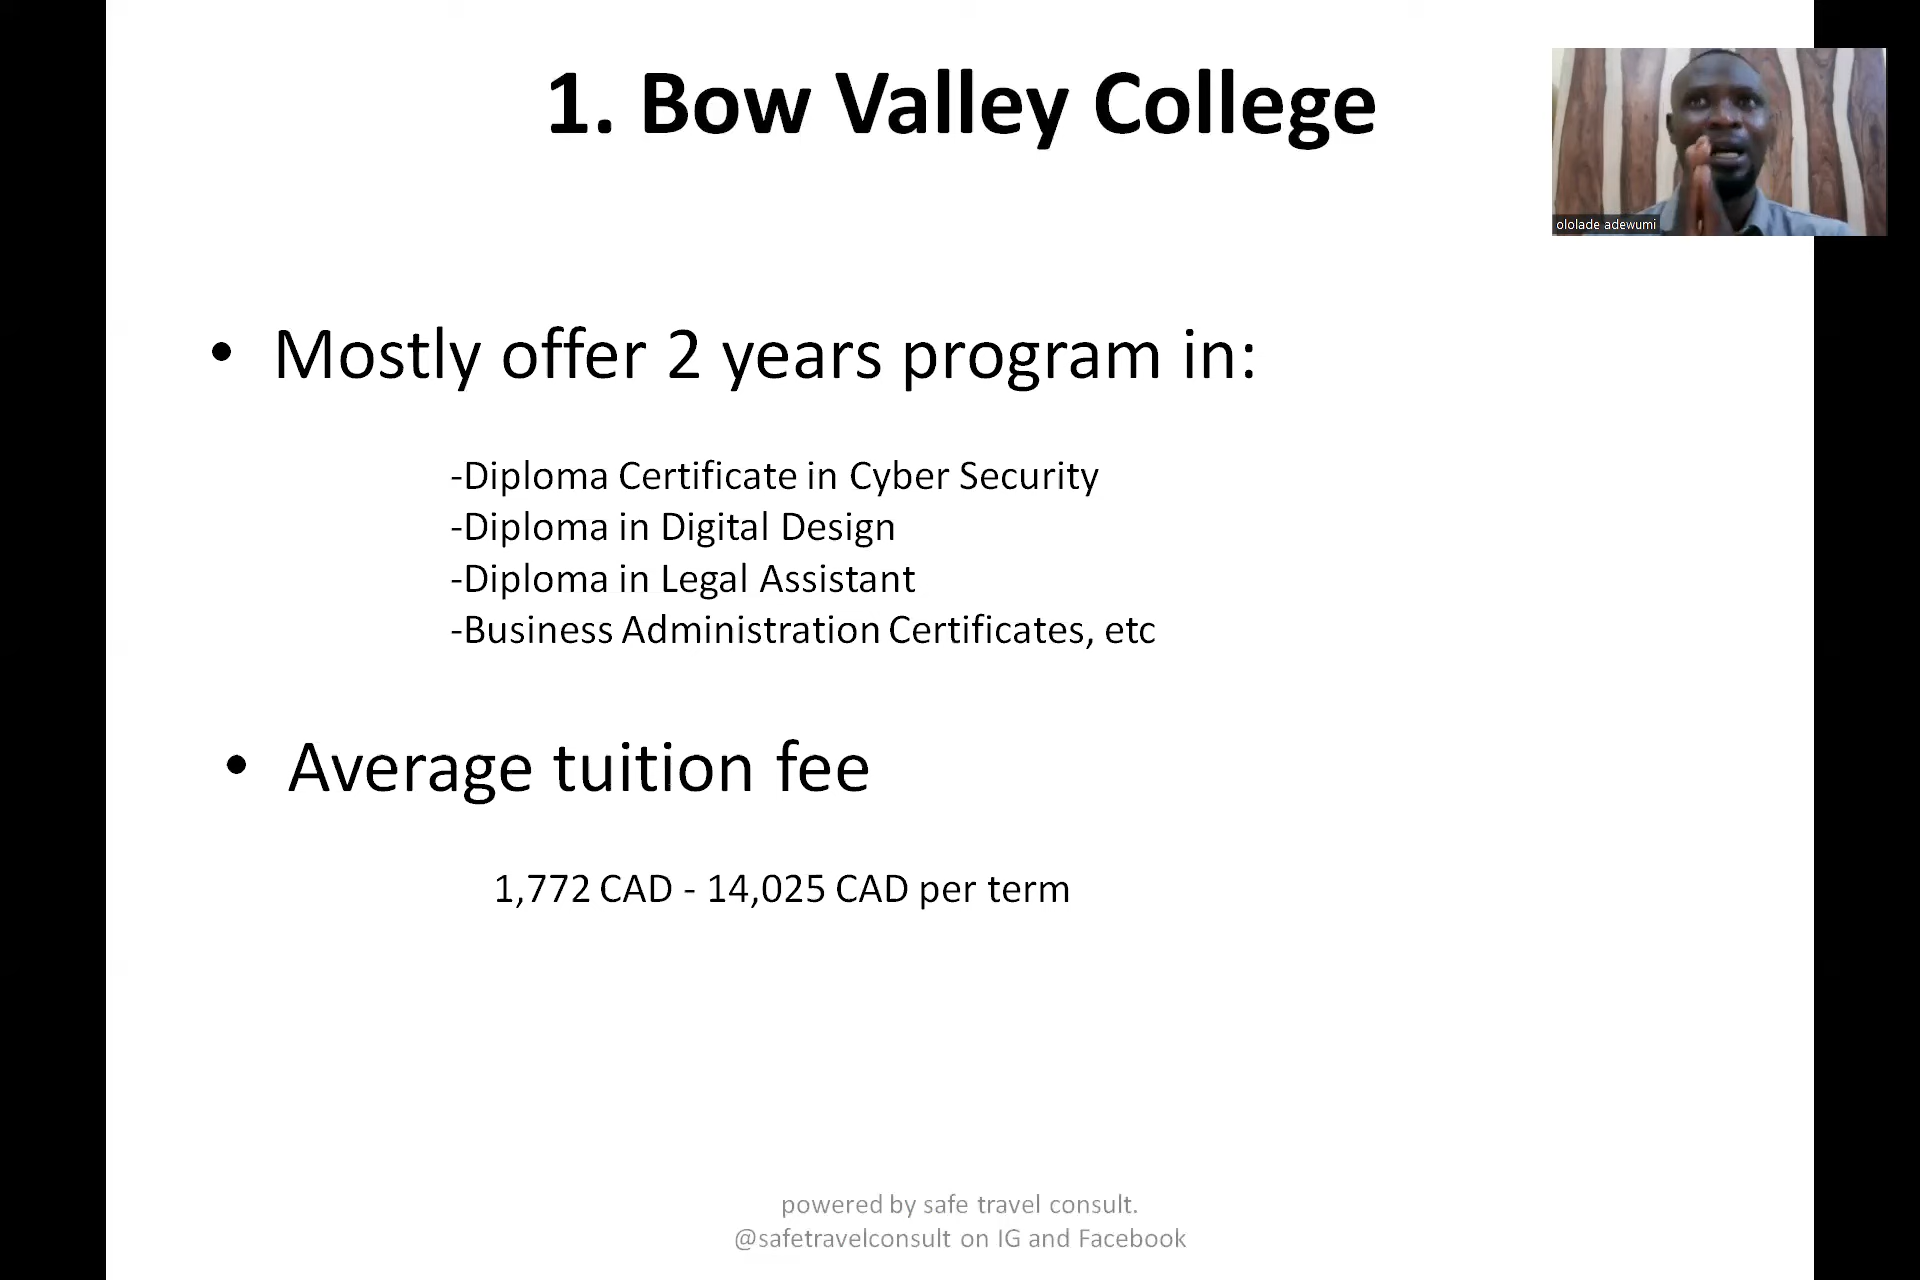 1. Bow Valley College
ololade adewumi
• Mostly offer 2 years program in:
-Diploma Certificate in Cyber Security
-Diploma in Digital Design
-Diploma in Legal Assistant
-Business Administration Certificates, etc
• Average tuition fee
1,772 CAD - 14,025 CAD per term
powered by safe travel consult.
@safetravelconsult on IG and Facebook